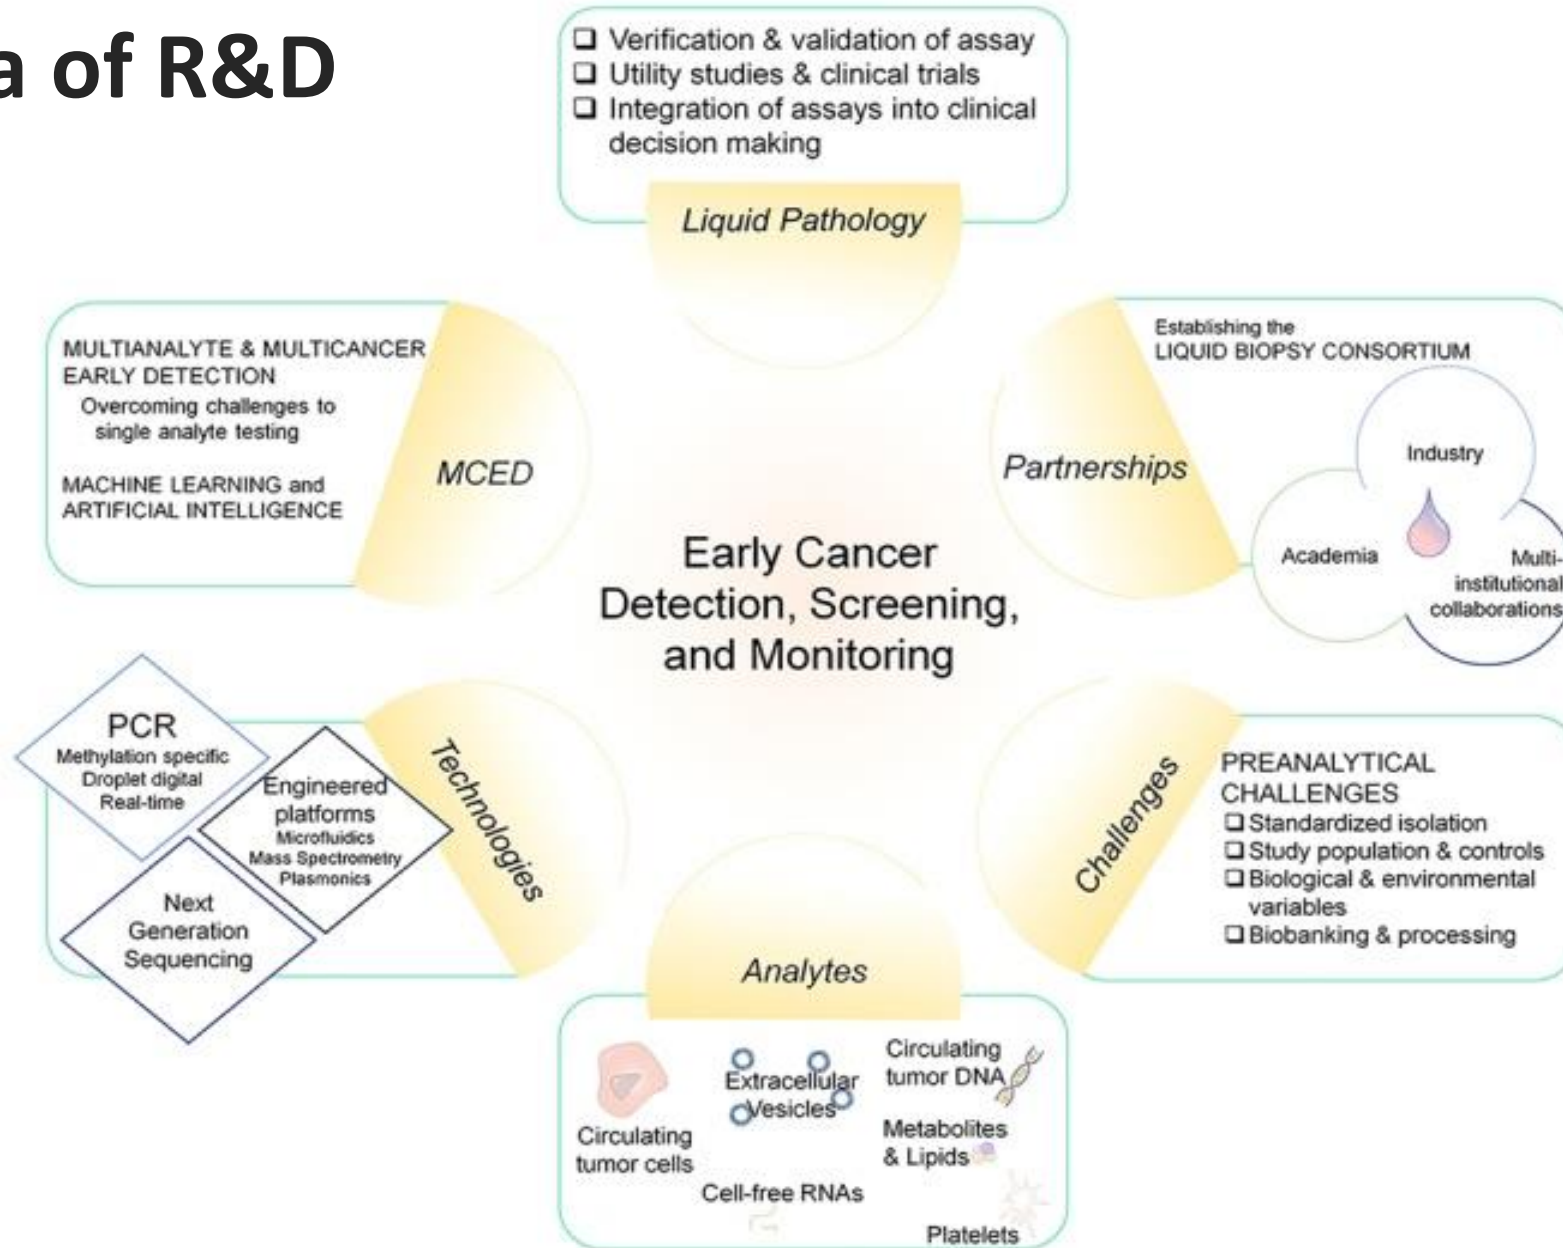 a of R&D
❑ Verification & validation of assay
❑ Utility studies & clinical trials
❑ Integration of assays into clinical
decision making
Liquid Pathology
MULTIANALYTE & MULTICANCER
EARLY DETECTION
Overcoming challenges to
single analyte testing
MACHINE LEARNING and
ARTIFICIAL INTELLIGENCE
MCED
Partnerships
Establishing the
LIQUID BIOPSY CONSORTIUM
Industry
Academia
Multi-
institutional
collaborations
Early Cancer
Detection, Screening,
and Monitoring
PCR
Methylation specific
Droplet digital
Real-time
Engineered
platforms
Microfluidics
Mass Spectrometry
Plasmonics
Next
Generation
Sequencing
Technologies
Challenges
PREANALYTICAL
CHALLENGES
❑ Standardized isolation
❑ Study population & controls
❑ Biological & environmental
variables
❑ Biobanking & processing
Analytes
Circulating
tumor cells
Extracellular
Vesicles
Circulating
tumor DNA
Metabolites
& Lipids
Cell-free RNAs
Platelets